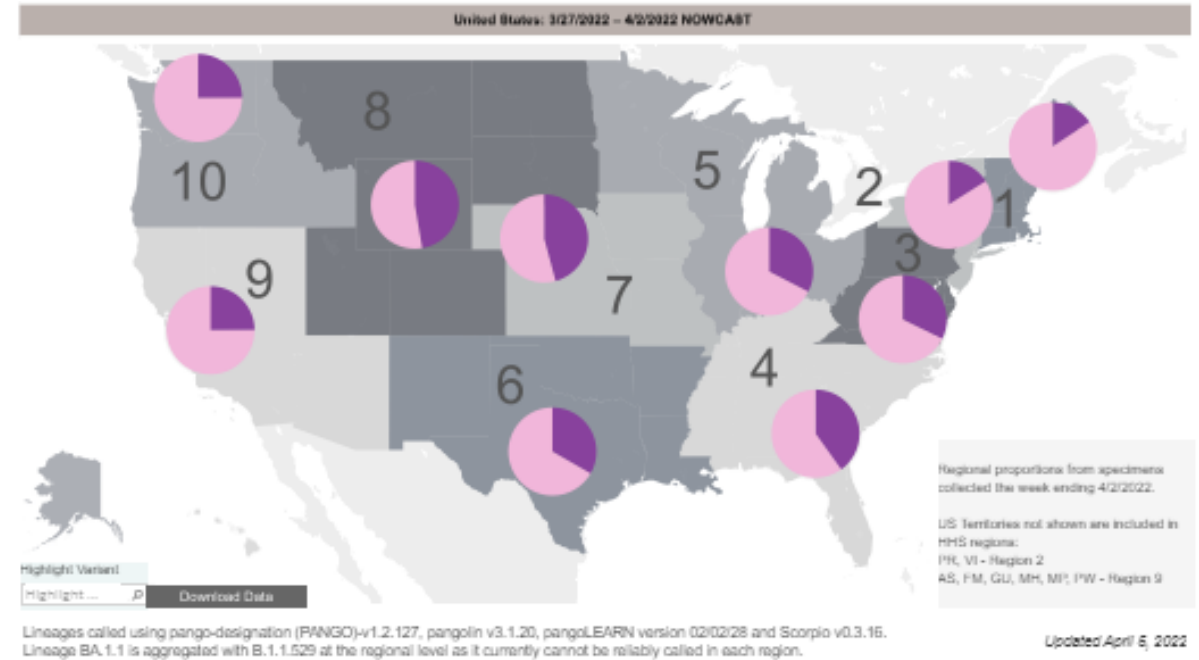 United States: 3/27/2022 – 4/2/2022 NOWCAST
8
10
5
2
1
9
3
7
6
4
Regional proportions from specimens
collected the week ending 4/2/2022.
US Territories not shown are included in
HHS regions:
PR, VI - Region 2
AS, FM, GU, MH, MP, PW - Region 9
Highlight Variant
Highlight ...
Download Data
Lineages called using pango-designation (PANGO)-v1.2.127, pangolin v3.1.20, pangoLEARN version 02/02/28 and Scorpio v0.3.16.
Lineage BA.1.1 is aggregated with B.1.1.529 at the regional level as it currently cannot be reliably called in each region.
Updated April 5, 2022